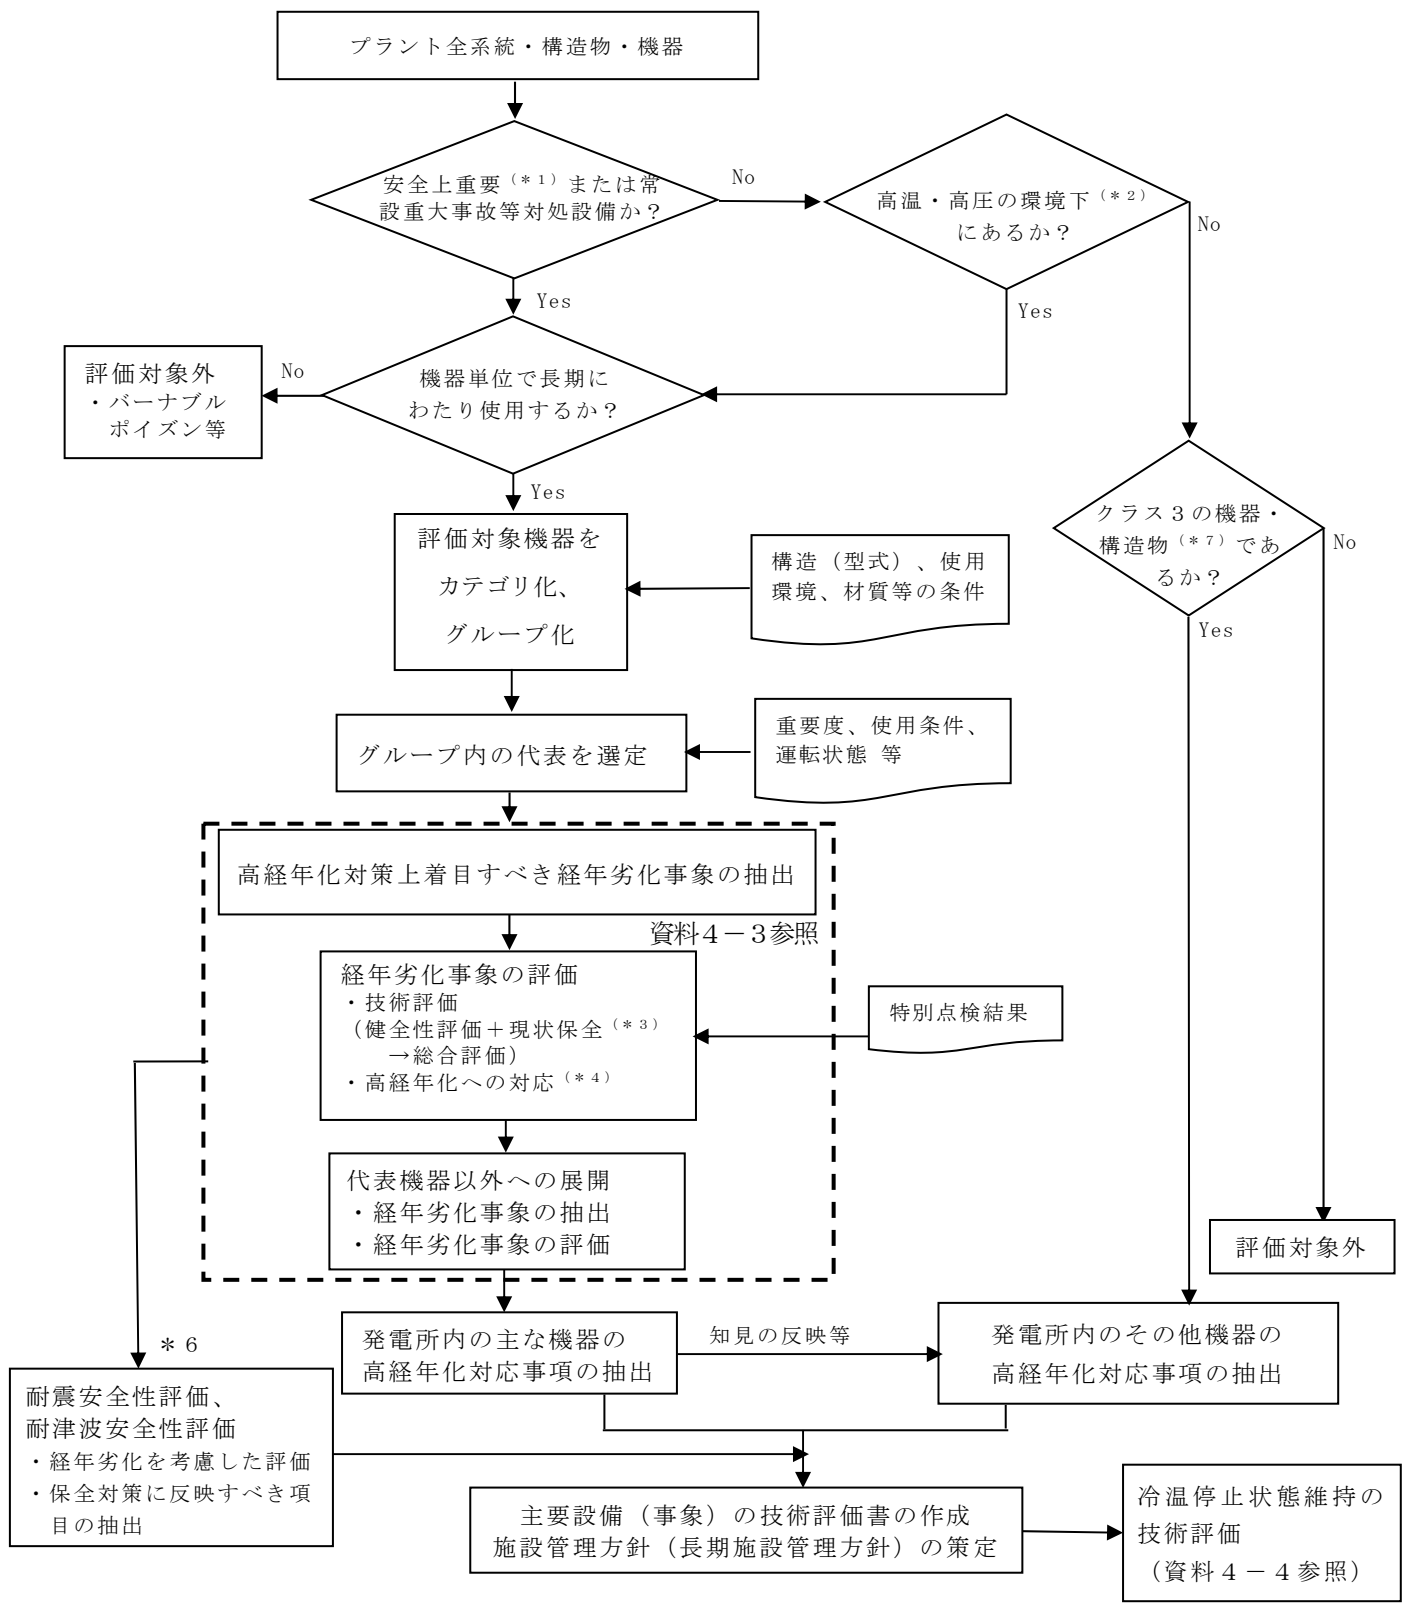 プラント全系統・構造物・機器
安全上重要（＊１）または常
設重大事故等対処設備か？
No
高温・高圧の環境下（＊２）
にあるか？
No
Yes
Yes
評価対象外
・バーナブル
ポイズン等
No
機器単位で長期に
わたり使用するか？
Yes
クラス３の機器・
構造物（＊７）であ
るか？
No
Yes
評価対象機器を
カテゴリ化、
グループ化
構造（型式）、使用
環境、材質等の条件
グループ内の代表を選定
重要度、使用条件、
運転状態 等
高経年化対策上着目すべき経年劣化事象の抽出
資料４－３参照
経年劣化事象の評価
・技術評価
（健全性評価＋現状保全（＊３）
→総合評価）
・高経年化への対応（＊４）
特別点検結果
代表機器以外への展開
・経年劣化事象の抽出
・経年劣化事象の評価
評価対象外
発電所内の主な機器の
高経年化対応事項の抽出
知見の反映等
発電所内のその他機器の
高経年化対応事項の抽出
＊６
耐震安全性評価、
耐津波安全性評価
・経年劣化を考慮した評価
・保全対策に反映すべき項
目の抽出
主要設備（事象）の技術評価書の作成
施設管理方針（長期施設管理方針）の策定
冷温停止状態維持の
技術評価
（資料４－４参照）